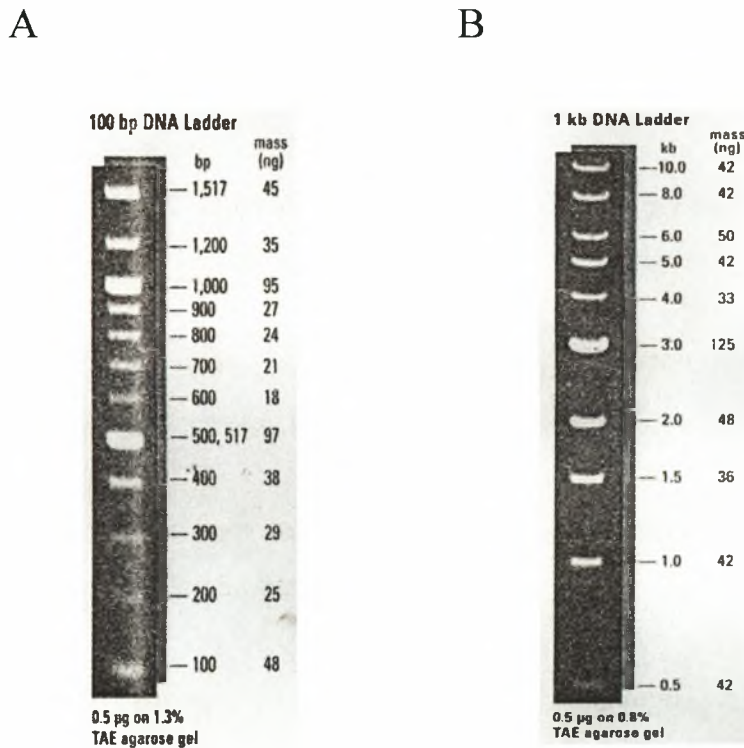 A
100 bp DNA Ladder
bp mass (ng)
1,517 45
1,200 35
1,000 95
900 27
800 24
700 21
600 18
500, 517 97
400 38
300 29
200 25
100 48
0.5 µg on 1.3%
TAE agarose gel
B
1 kb DNA Ladder
kb mass (ng)
10.0 42
8.0 42
6.0 50
5.0 42
4.0 33
3.0 125
2.0 48
1.5 36
1.0 42
0.5 42
0.5 µg on 0.8%
TAE agarose gel